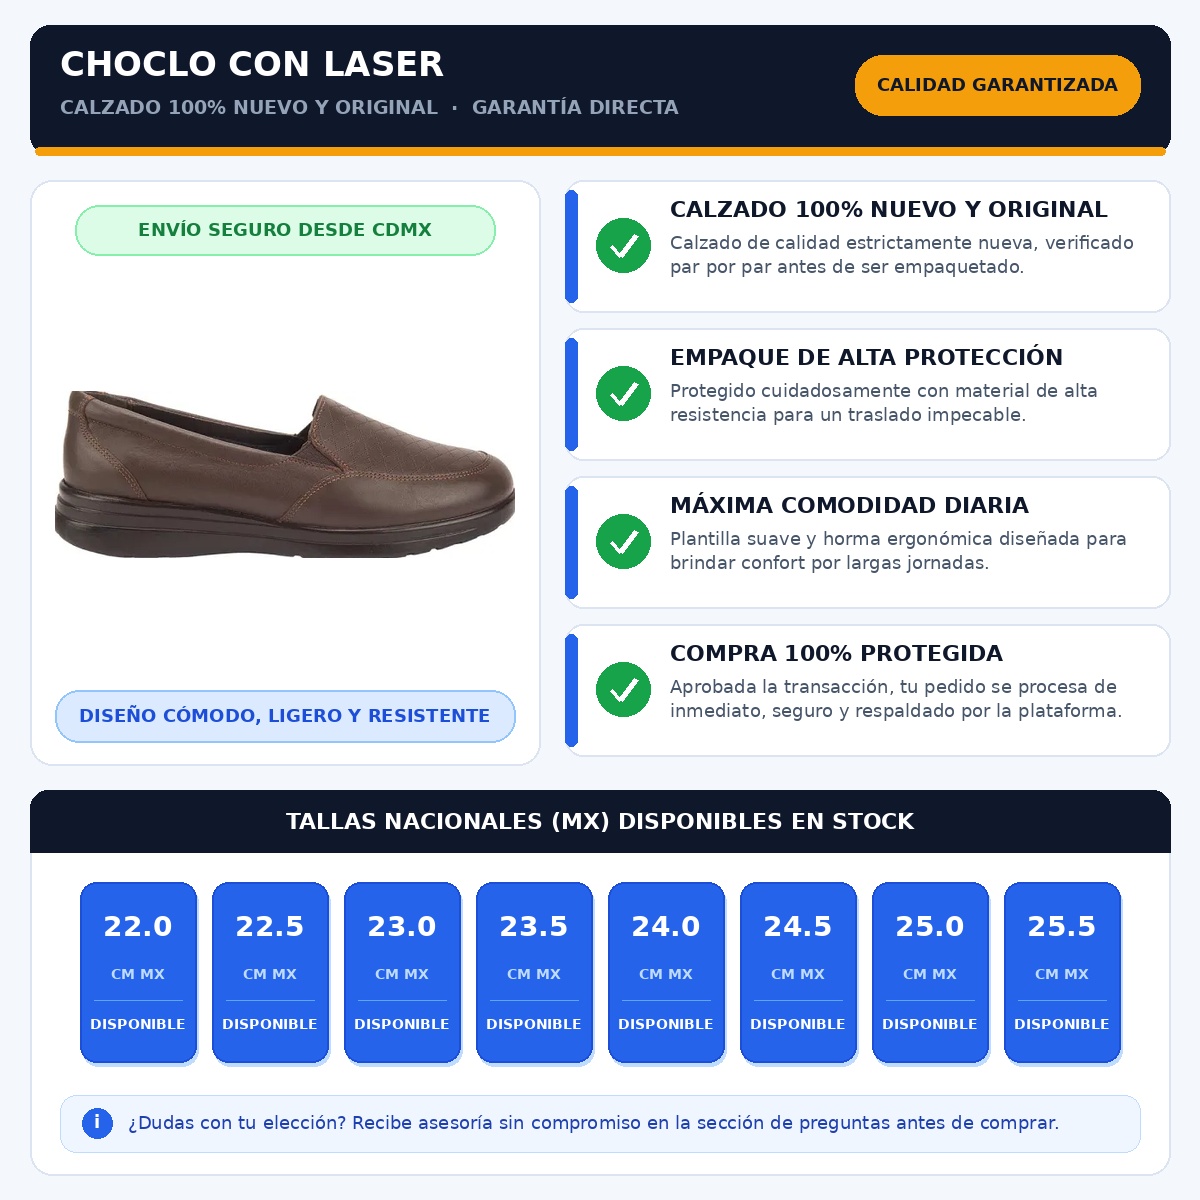 CHOCLO CON LASER
CALZADO 100% NUEVO Y ORIGINAL · GARANTÍA DIRECTA
CALIDAD GARANTIZADA
ENVÍO SEGURO DESDE CDMX
DISEÑO CÓMODO, LIGERO Y RESISTENTE
CALZADO 100% NUEVO Y ORIGINAL
Calzado de calidad estrictamente nueva, verificado
par por par antes de ser empaquetado.
EMPAQUE DE ALTA PROTECCIÓN
Protegido cuidadosamente con material de alta
resistencia para un traslado impecable.
MÁXIMA COMODIDAD DIARIA
Plantilla suave y horma ergonómica diseñada para
brindar confort por largas jornadas.
COMPRA 100% PROTEGIDA
Aprobada la transacción, tu pedido se procesa de
inmediato, seguro y respaldado por la plataforma.
TALLAS NACIONALES (MX) DISPONIBLES EN STOCK
22.0 22.5 23.0 23.5 24.0 24.5 25.0 25.5
CM MX CM MX CM MX CM MX CM MX CM MX CM MX CM MX
DISPONIBLE DISPONIBLE DISPONIBLE DISPONIBLE DISPONIBLE DISPONIBLE DISPONIBLE DISPONIBLE
i ¿Dudas con tu elección? Recibe asesoría sin compromiso en la sección de preguntas antes de comprar.